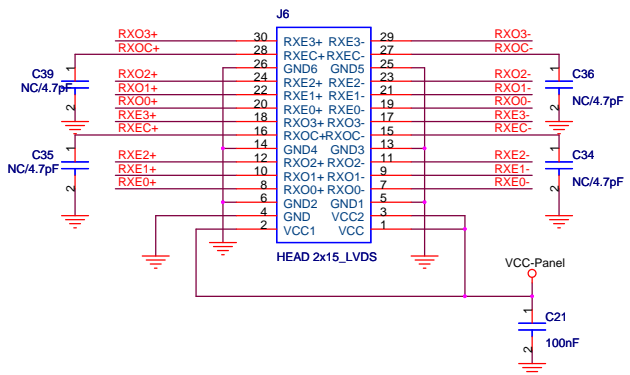 J6
RXO3+ 30 RXE3+ RXE3- 29 RXO3-
RXOC+ 28 RXEC+ RXEC- 27 RXOC-
26 GND6 GND5 25
C39 RXO2+ 24 RXE2+ RXE2- 23 RXO2- C36
NC/4.7pF RXO1+ 22 RXE1+ RXE1- 21 RXO1- NC/4.7pF
RXO0+ 20 RXE0+ RXE0- 19 RXO0-
RXE3+ 18 RXO3+ RXO3- 17 RXE3-
RXEC+ 16 RXOC+ RXOC- 15 RXEC-
14 GND4 GND3 13
C35 RXE2+ 12 RXO2+ RXO2- 11 RXE2- C34
NC/4.7pF RXE1+ 10 RXO1+ RXO1- 9 RXE1- NC/4.7pF
RXE0+ 8 RXO0+ RXO0- 7 RXE0-
6 GND2 GND1 5
4 GND VCC2 3
2 VCC1 VCC 1
1 2
1 2
1 2
1 2
HEAD 2x15_LVDS
VCC-Panel
1
C21
100nF
2